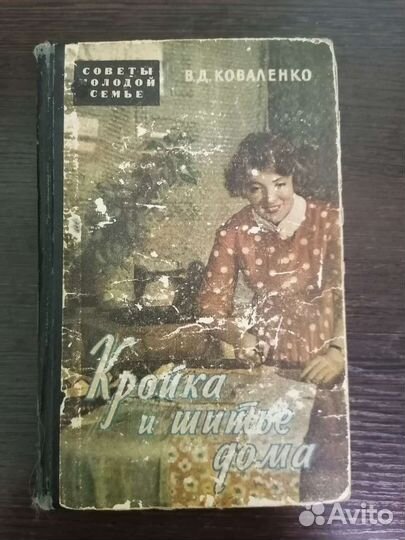 СОВЕТЫ
МОЛОДОЙ
СЕМЬЕ
В.Д. КОВАЛЕНКО
Кройка
и шитье
дома
Avito